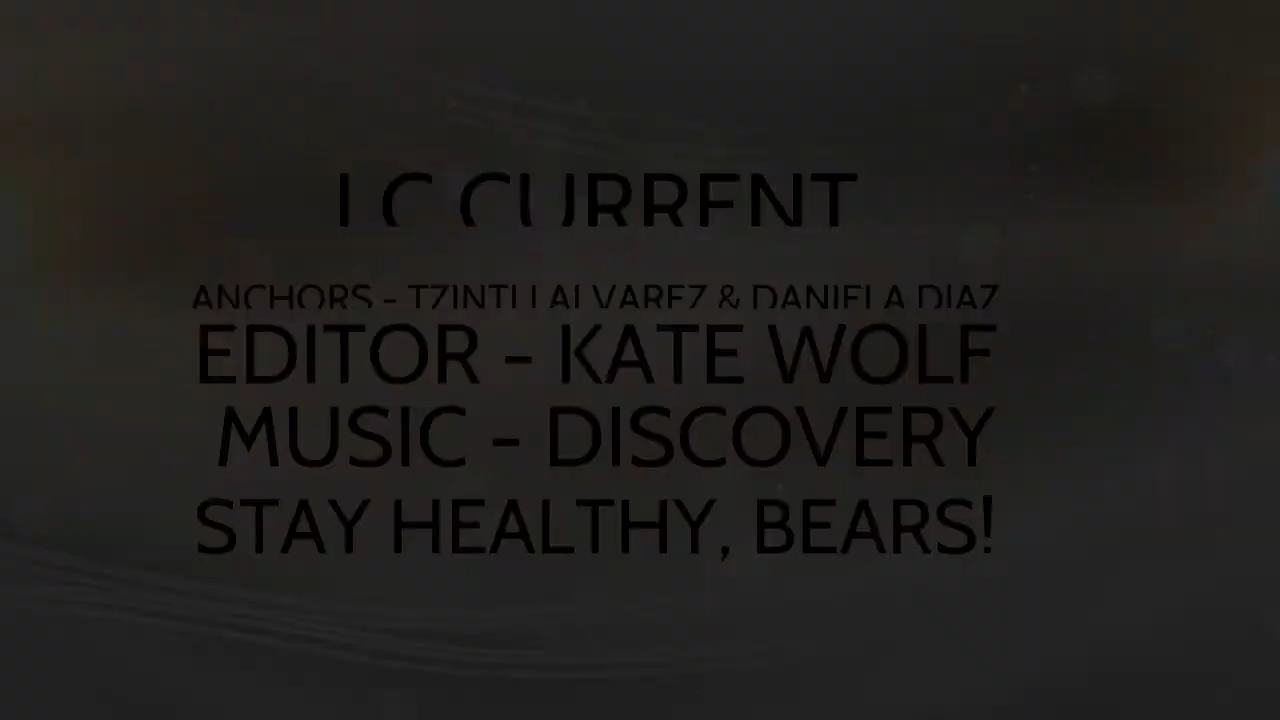 LC CURRENT
ANCHORS - TZINTLI ALVAREZ & DANIELA DIAZ
EDITOR - KATE WOLF
MUSIC - DISCOVERY
STAY HEALTHY, BEARS!